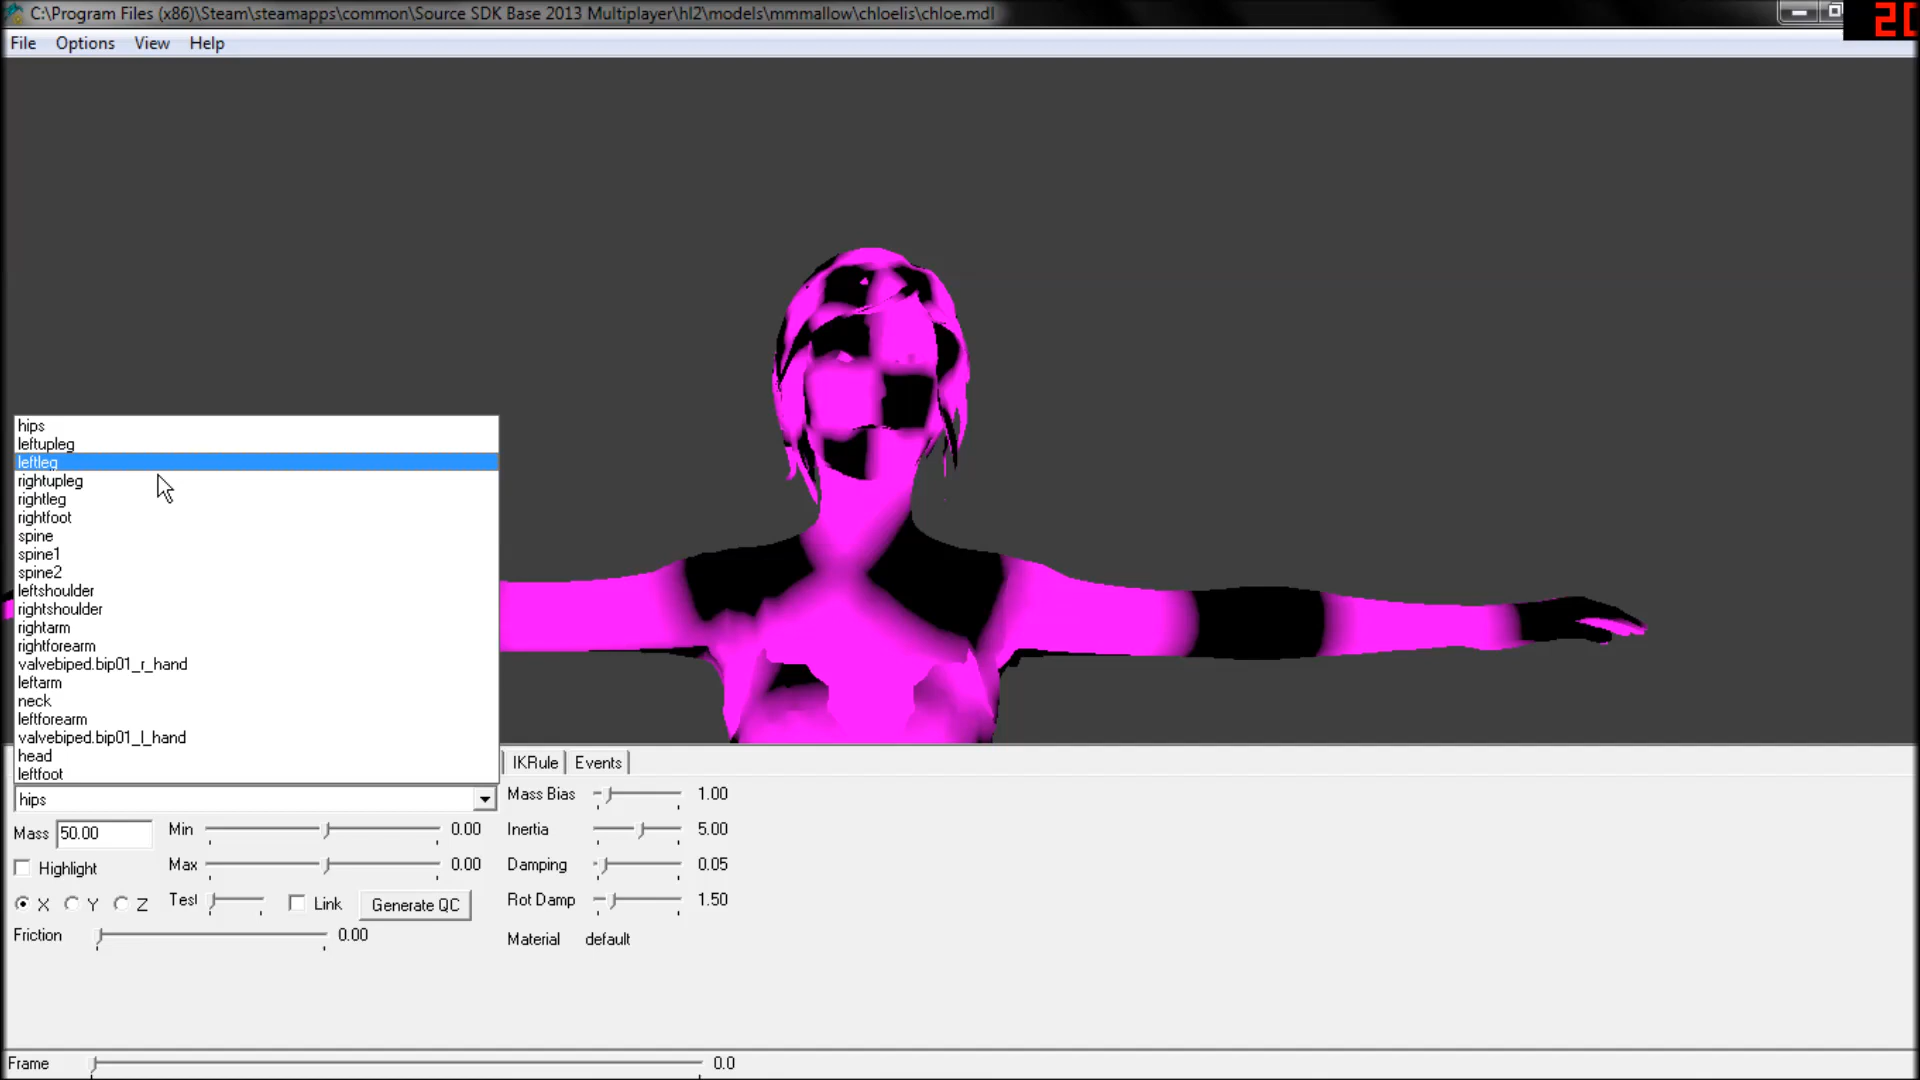 C:\Program Files (x86)\Steam\steamapps\common\Source SDK Base 2013 Multiplayer\hl2\models\mmmallow\chloelis\chloe.mdl
20
File Options View Help
hips
leftupleg
leftleg
rightupleg
rightleg
rightfoot
spine
spine1
spine2
leftshoulder
rightshoulder
rightarm
rightforearm
valvebiped.bip01_r_hand
leftarm
neck
leftforearm
valvebiped.bip01_l_hand
head
leftfoot
IKRule Events
hips
Mass Bias 1.00
Mass 50.00 Min 0.00 Inertia 5.00
Highlight Max 0.00 Damping 0.05
X Y Z Test Link Generate QC Rot Damp 1.50
Friction 0.00 Material default
Frame 0.0